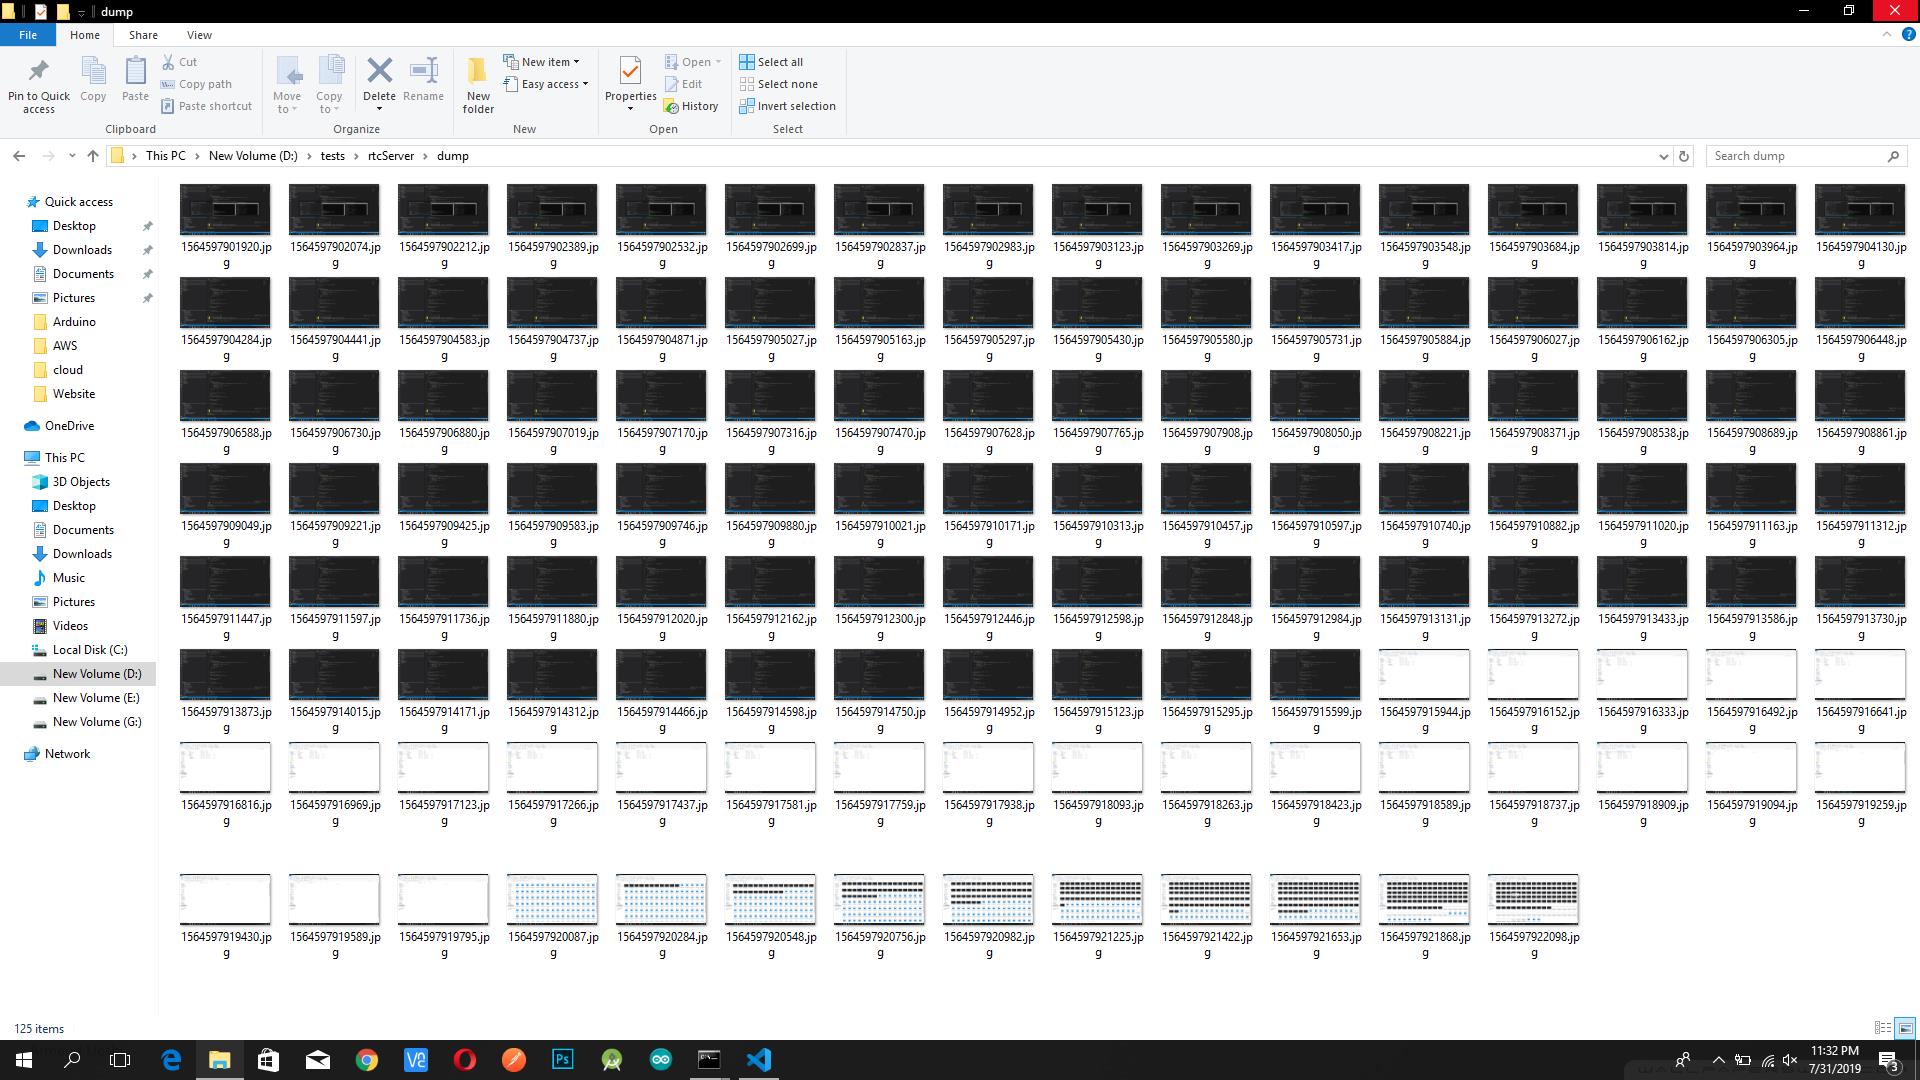 dump
File Home Share View
Pin to Quick access
Copy
Paste
Cut
Copy path
Paste shortcut
Clipboard
Move to
Copy to
Delete
Rename
Organize
New folder
New item
Easy access
New
Properties
Open
Edit
History
Open
Select all
Select none
Invert selection
Select
This PC > New Volume (D:) > tests > rtcServer > dump
Search dump
Quick access
Desktop
Downloads
Documents
Pictures
Arduino
AWS
cloud
Website
OneDrive
This PC
3D Objects
Desktop
Documents
Downloads
Music
Pictures
Videos
Local Disk (C:)
New Volume (D:)
New Volume (E:)
New Volume (G:)
Network
1564597901920.jpg 1564597902074.jpg 1564597902212.jpg 1564597902389.jpg 1564597902532.jpg 1564597902699.jpg 1564597902837.jpg 1564597902983.jpg 1564597903123.jpg 1564597903269.jpg 1564597903417.jpg 1564597903548.jpg 1564597903684.jpg 1564597903814.jpg 1564597903964.jpg 1564597904130.jpg
1564597904284.jpg 1564597904441.jpg 1564597904583.jpg 1564597904737.jpg 1564597904871.jpg 1564597905027.jpg 1564597905163.jpg 1564597905297.jpg 1564597905430.jpg 1564597905580.jpg 1564597905731.jpg 1564597905884.jpg 1564597906027.jpg 1564597906162.jpg 1564597906305.jpg 1564597906448.jpg
1564597906588.jpg 1564597906730.jpg 1564597906880.jpg 1564597907019.jpg 1564597907170.jpg 1564597907316.jpg 1564597907470.jpg 1564597907628.jpg 1564597907765.jpg 1564597907908.jpg 1564597908050.jpg 1564597908221.jpg 1564597908371.jpg 1564597908538.jpg 1564597908689.jpg 1564597908861.jpg
1564597909049.jpg 1564597909221.jpg 1564597909425.jpg 1564597909583.jpg 1564597909746.jpg 1564597909880.jpg 1564597910021.jpg 1564597910171.jpg 1564597910313.jpg 1564597910457.jpg 1564597910597.jpg 1564597910740.jpg 1564597910882.jpg 1564597911020.jpg 1564597911163.jpg 1564597911312.jpg
1564597911447.jpg 1564597911597.jpg 1564597911736.jpg 1564597911880.jpg 1564597912020.jpg 1564597912162.jpg 1564597912300.jpg 1564597912446.jpg 1564597912598.jpg 1564597912848.jpg 1564597912984.jpg 1564597913131.jpg 1564597913272.jpg 1564597913433.jpg 1564597913586.jpg 1564597913730.jpg
1564597913873.jpg 1564597914015.jpg 1564597914171.jpg 1564597914312.jpg 1564597914466.jpg 1564597914598.jpg 1564597914750.jpg 1564597914952.jpg 1564597915123.jpg 1564597915295.jpg 1564597915599.jpg 1564597915944.jpg 1564597916152.jpg 1564597916333.jpg 1564597916492.jpg 1564597916641.jpg
1564597916816.jpg 1564597916969.jpg 1564597917123.jpg 1564597917266.jpg 1564597917437.jpg 1564597917581.jpg 1564597917759.jpg 1564597917938.jpg 1564597918093.jpg 1564597918263.jpg 1564597918423.jpg 1564597918589.jpg 1564597918737.jpg 1564597918909.jpg 1564597919094.jpg 1564597919259.jpg
1564597919430.jpg 1564597919589.jpg 1564597919795.jpg 1564597920087.jpg 1564597920284.jpg 1564597920548.jpg 1564597920756.jpg 1564597920982.jpg 1564597921225.jpg 1564597921422.jpg 1564597921653.jpg 1564597921868.jpg 1564597922098.jpg
125 items
Ps
11:32 PM
7/31/2019
3